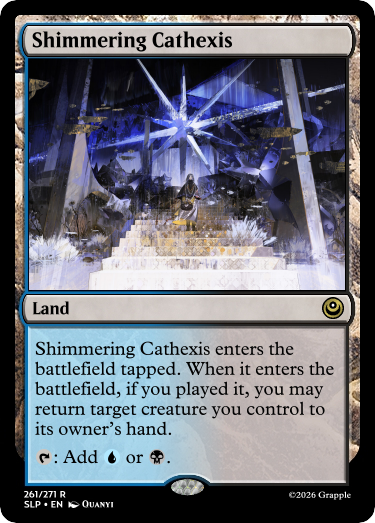 Shimmering Cathexis
Land
Shimmering Cathexis enters the
battlefield tapped. When it enters the
battlefield, if you played it, you may
return target creature you control to
its owner's hand.
: Add or .
261/271 R
SLP • EN Quanyi
©2026 Grapple